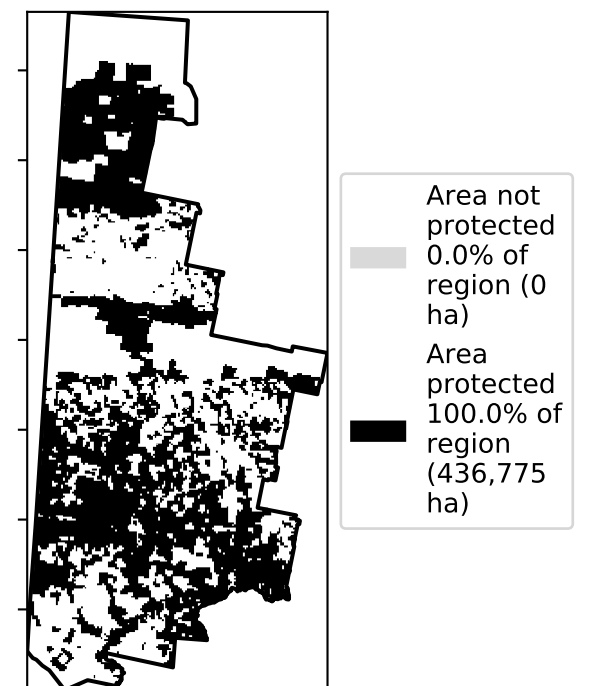 Area not
protected
0.0% of
region (0
ha)
Area
protected
100.0% of
region
(436,775
ha)